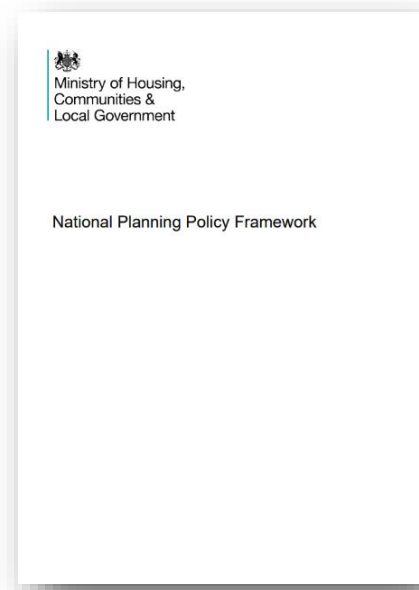 Ministry of Housing,
Communities &
Local Government
National Planning Policy Framework